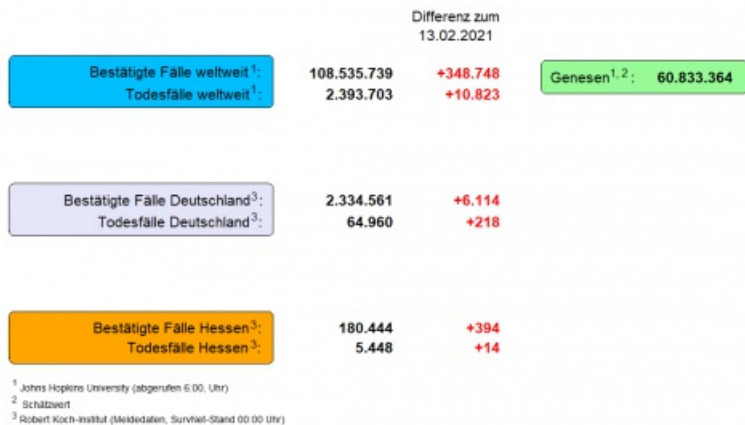 Differenz zum
13.02.2021
Bestätigte Fälle weltweit¹: 108.535.739 +348.748 Genesen¹,²: 60.833.364
Todesfälle weltweit¹: 2.393.703 +10.823
Bestätigte Fälle Deutschland³: 2.334.561 +6.114
Todesfälle Deutschland³: 64.960 +218
Bestätigte Fälle Hessen³: 180.444 +394
Todesfälle Hessen³: 5.448 +14
¹ Johns Hopkins University (abgerufen 6:00, Uhr)
² Schätzwert
³ Robert Koch-Institut (Meldedaten, SurvNet-Stand 00:00 Uhr)